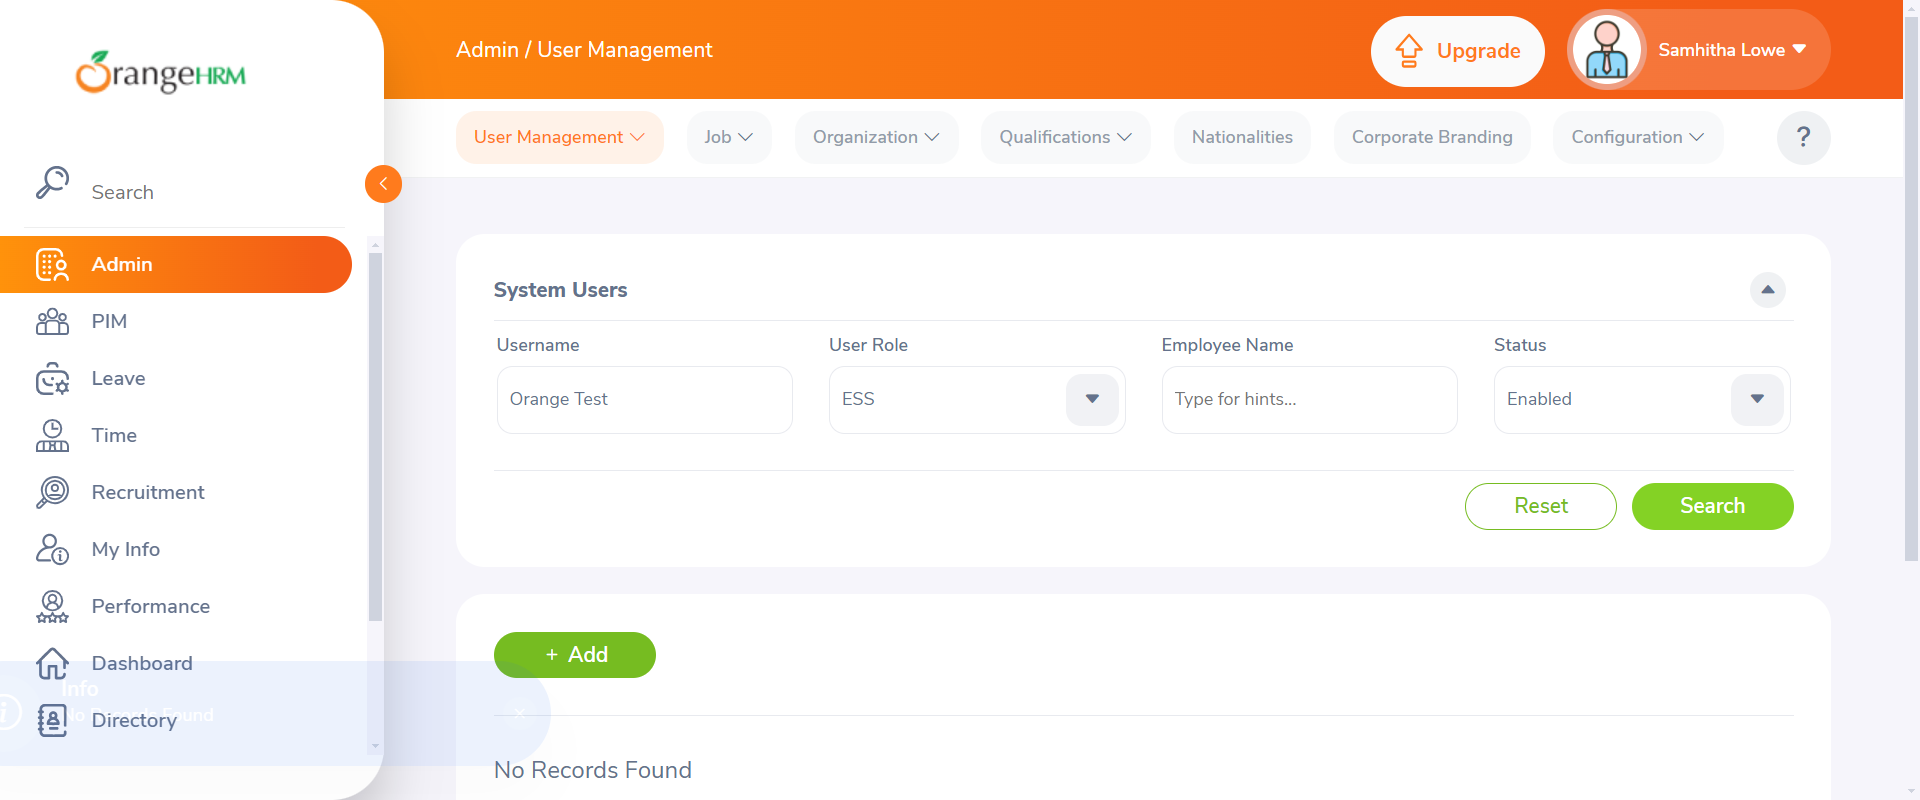 Admin / User Management
Upgrade
Samhitha Lowe
OrangeHRM
User Management
Job
Organization
Qualifications
Nationalities
Corporate Branding
Configuration
?
Search
Admin
PIM
Leave
Time
Recruitment
My Info
Performance
Dashboard
Directory
Info
No Records Found
System Users
Username
User Role
Employee Name
Status
Orange Test
ESS
Type for hints...
Enabled
Reset
Search
+ Add
No Records Found